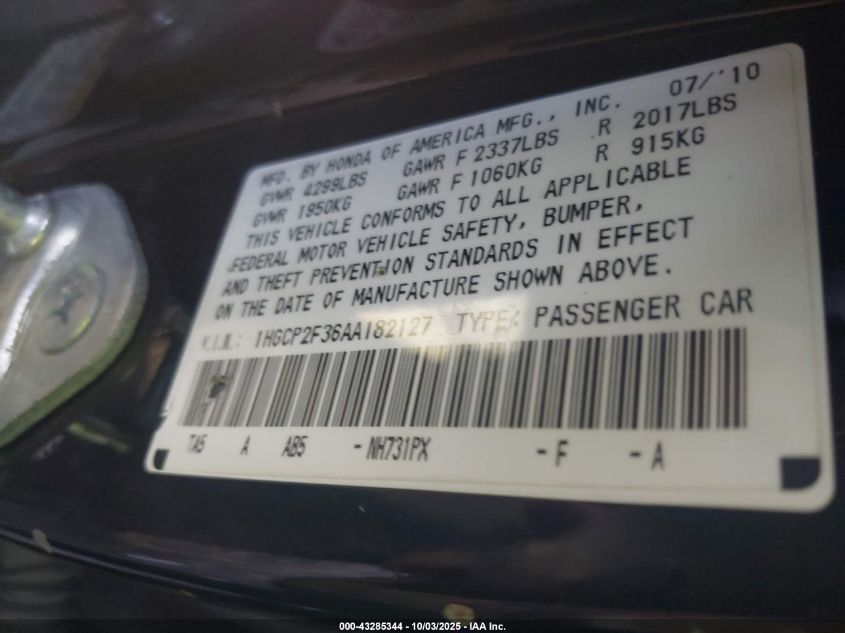 07/'10
MFD. BY HONDA OF AMERICA MFG., INC.
GVWR 4299LBS GAWR F 2337LBS R 2017LBS
GVWR 1950KG GAWR F 1060KG R 915KG
THIS VEHICLE CONFORMS TO ALL APPLICABLE
FEDERAL MOTOR VEHICLE SAFETY, BUMPER,
AND THEFT PREVENTION STANDARDS IN EFFECT
ON THE DATE OF MANUFACTURE SHOWN ABOVE.
V.I.N.: 1HGCP2F36AA182127 TYPE: PASSENGER CAR
TA5 A AB5 -NH731PX -F -A
000-43285344 - 10/03/2025 - IAA Inc.